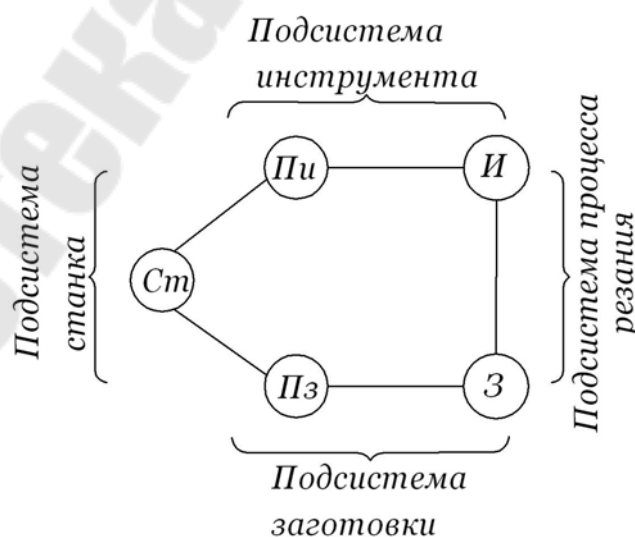 Подсистема
инструмента
Пи
И
Подсистема
станка
Ст
Подсистема процесса
резания
Пз
З
Подсистема
заготовки